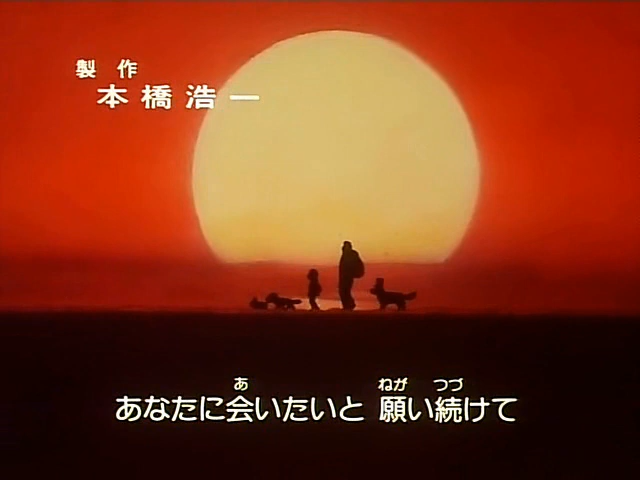 製作
本橋浩一
あ ねが つづ
あなたに会いたいと 願い続けて